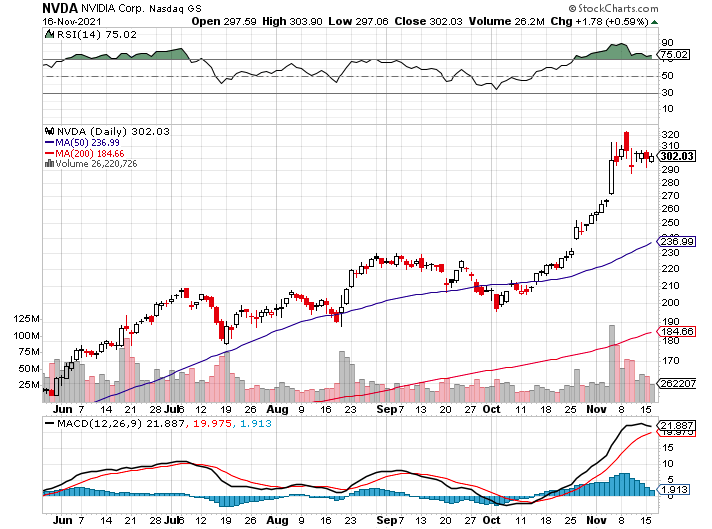 NVDA NVIDIA Corp. Nasdaq GS © StockCharts.com
16-Nov-2021 Open 297.59 High 303.90 Low 297.06 Close 302.03 Volume 26.2M Chg +1.78 (+0.59%) ▲
RSI(14) 75.02
90
75.02
50
30
10
NVDA (Daily) 302.03
MA(50) 236.99
MA(200) 184.66
Volume 26,220,726
320
310
302.03
290
280
270
260
250
236.99
230
220
210
200
190
184.66
180
170
262207
125M
100M
75M
50M
25M
Jun 7 14 21 28 Jul 6 12 19 26 Aug 9 16 23 Sep 7 13 20 27 Oct 11 18 25 Nov 8 15
MACD(12,26,9) 21.887, 19.975, 1.913
21.887
19.975
15
10
5
1.913
0
Jun 7 14 21 28 Jul 6 12 19 26 Aug 9 16 23 Sep 7 13 20 27 Oct 11 18 25 Nov 8 15